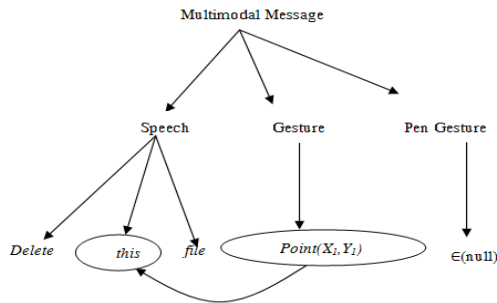 Multimodal Message
Speech Gesture Pen Gesture
Delete this file Point(X₁,Y₁) ∈(null)